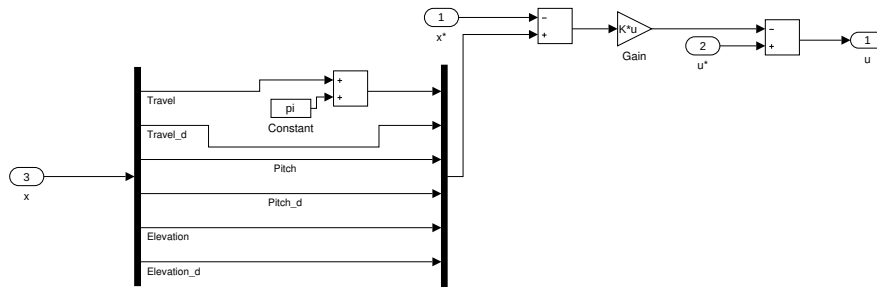 1
x*
−
+
K*u
Gain
−
+
2
u*
1
u
+
+
pi
Constant
Travel
Travel_d
Pitch
3
x
Pitch_d
Elevation
Elevation_d